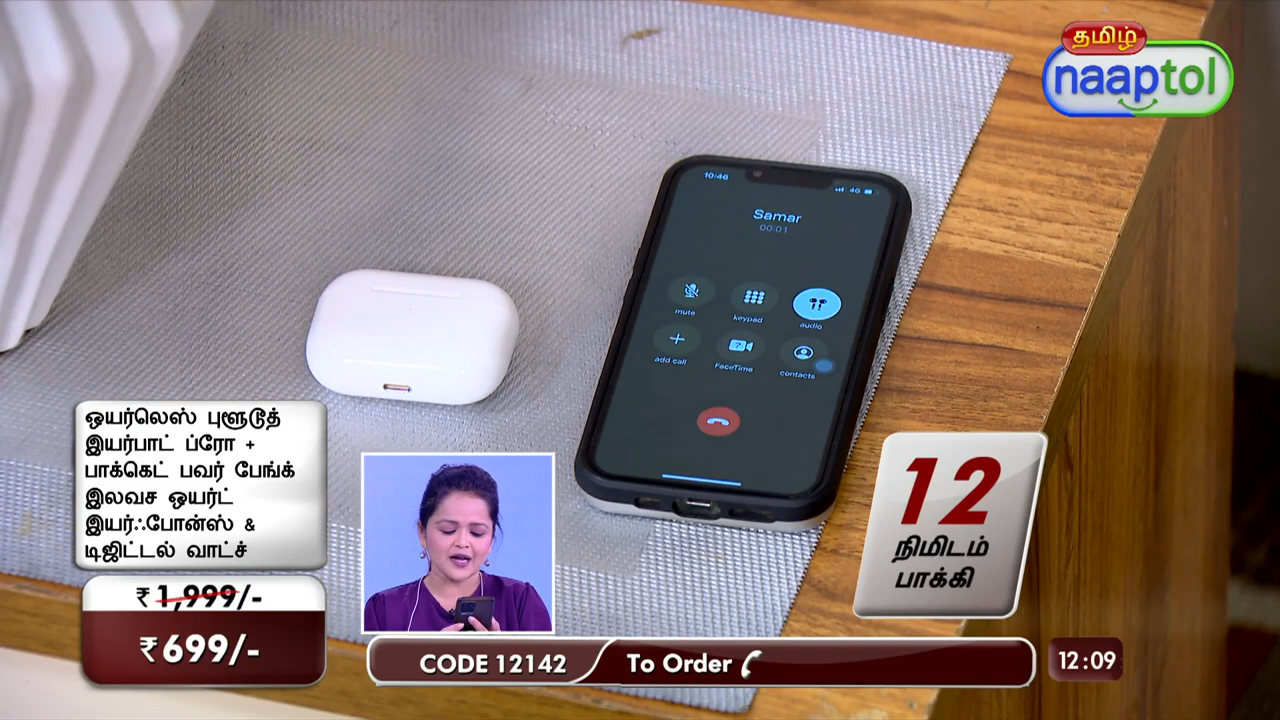 தமிழ்
naaptol
10:46
4G
Samar
00:01
mute
keypad
audio
add call
FaceTime
contacts
ஒயர்லெஸ் புளூடூத்
இயர்பாட் ப்ரோ +
பாக்கெட் பவர் பேங்க்
இலவச ஒயர்ட்
இயர்ஃபோன்ஸ் &
டிஜிட்டல் வாட்ச்
₹1,999/-
₹699/-
12
நிமிடம்
பாக்கி
CODE 12142 To Order
12:09